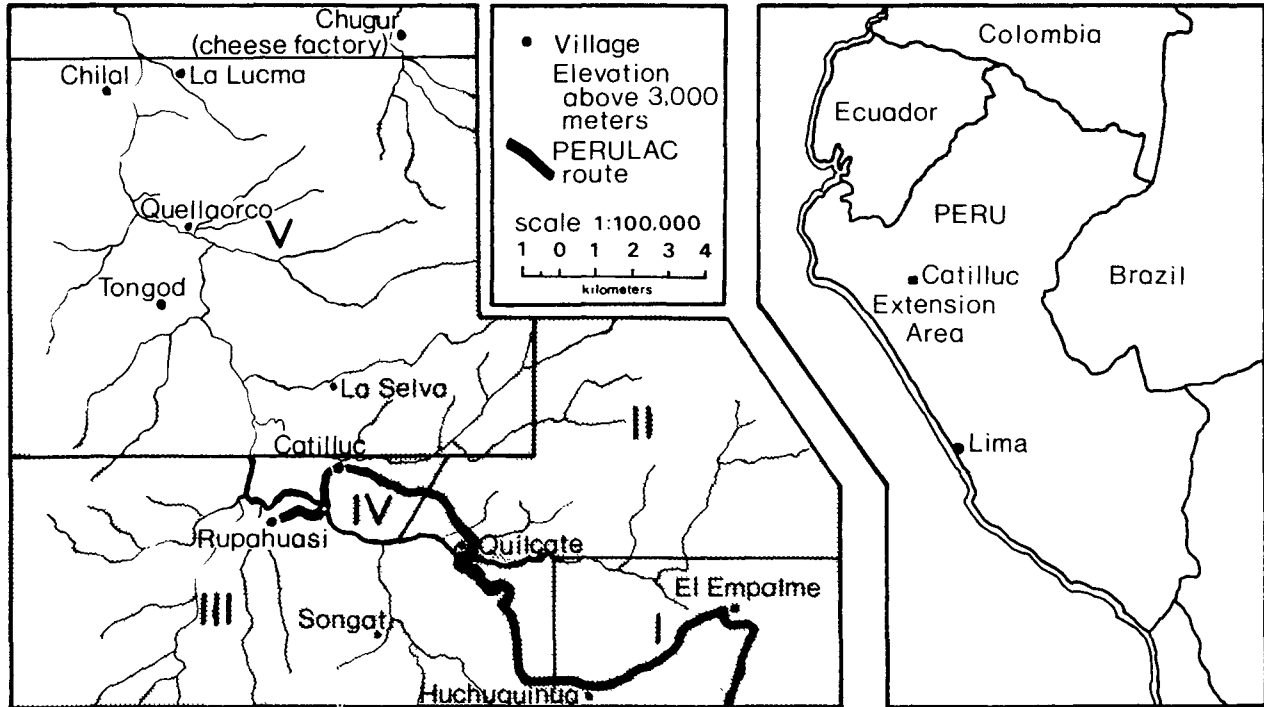 Chugur
(cheese factory)
Chilal
La Lucma
Quellaorco
V
Tongod
La Selva
Catilluc
II
IV
Rupahuasi
Quilcate
III
Songat
El Empalme
I
Huchuquinua
Village
Elevation
above 3,000
meters
PERULAC
route
scale 1:100.000
1 0 1 2 3 4
kilometers
Colombia
Ecuador
PERU
Brazil
Catilluc
Extension
Area
Lima